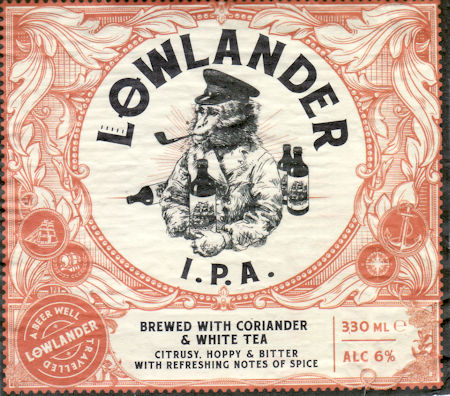 LØWLANDER
I.P.A.
BREWED WITH CORIANDER
& WHITE TEA
CITRUSY, HOPPY & BITTER
WITH REFRESHING NOTES OF SPICE
330 ML ℮
ALC 6%
A BEER WELL
LØWLANDER
TRAVELLED